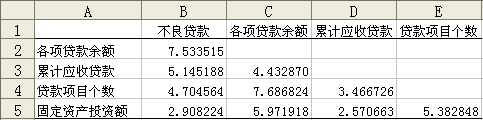 A B C D E
1 不良贷款 各项贷款余额 累计应收贷款 贷款项目个数
2 各项贷款余额 7.533515
3 累计应收贷款 5.145188 4.432870
4 贷款项目个数 4.704564 7.686824 3.466726
5 固定资产投资额 2.908224 5.971918 2.570663 5.382848